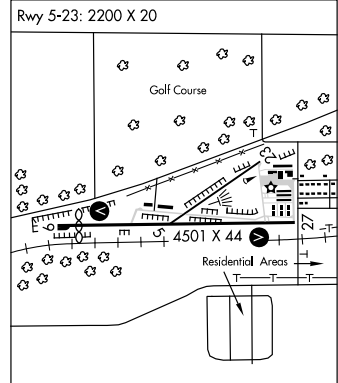 Rwy 5-23: 2200 X 20
Golf Course
23
9
5
4501 X 44
27
V
V
Residential Areas